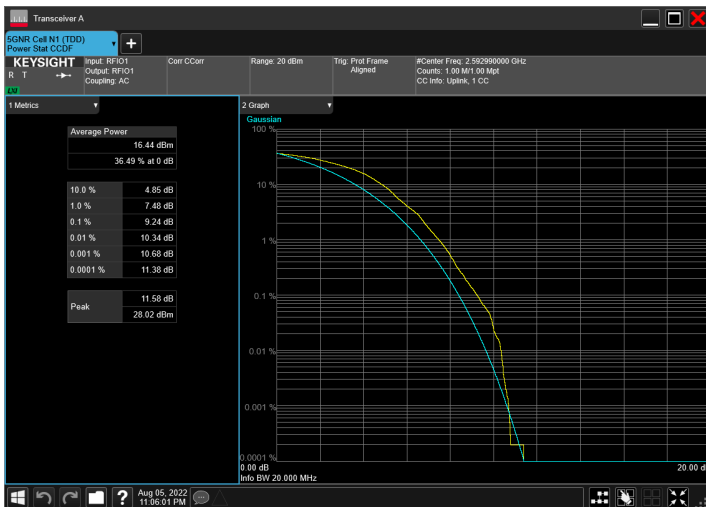 Transceiver A
5GNR Cell N1 (TDD)
Power Stat CCDF
KEYSIGHT
R T
LXI
Input: RFIO1
Output: RFIO1
Coupling: AC
Corr CCorr
Range: 20 dBm
Trig: Prot Frame
Aligned
#Center Freq: 2.592990000 GHz
Counts: 1.00 M/1.00 Mpt
CC Info: Uplink, 1 CC
1 Metrics
Average Power
16.44 dBm
36.49 % at 0 dB
10.0 % 4.85 dB
1.0 % 7.48 dB
0.1 % 9.24 dB
0.01 % 10.34 dB
0.001 % 10.68 dB
0.0001 % 11.38 dB
Peak
11.58 dB
28.02 dBm
2 Graph
Gaussian
100 %
10 %
1 %
0.1 %
0.01 %
0.001 %
0.0001 %
0.00 dB
20.00 d
Info BW 20.000 MHz
?
Aug 05, 2022
11:06:01 PM